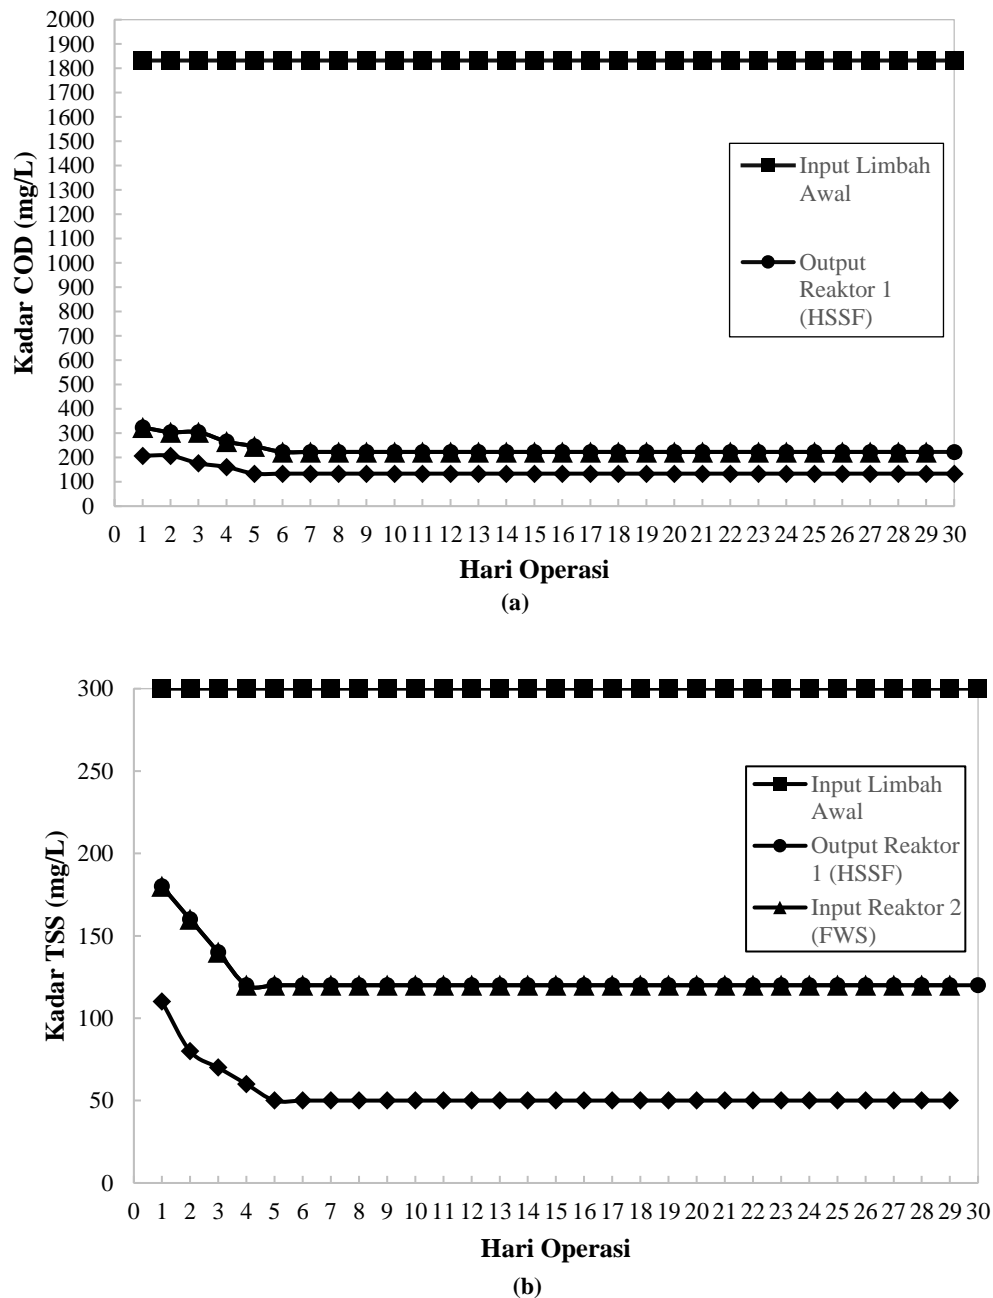 2000
1900
1800
1700
1600
1500
1400
1300
1200
1100
1000
900
800
700
600
500
400
300
200
100
0
Kadar COD (mg/L)
Input Limbah
Awal
Output
Reaktor 1
(HSSF)
0 1 2 3 4 5 6 7 8 9 10 11 12 13 14 15 16 17 18 19 20 21 22 23 24 25 26 27 28 29 30
Hari Operasi
(a)
300
250
200
150
100
50
0
Kadar TSS (mg/L)
Input Limbah
Awal
Output Reaktor
1 (HSSF)
Input Reaktor 2
(FWS)
0 1 2 3 4 5 6 7 8 9 10 11 12 13 14 15 16 17 18 19 20 21 22 23 24 25 26 27 28 29 30
Hari Operasi
(b)